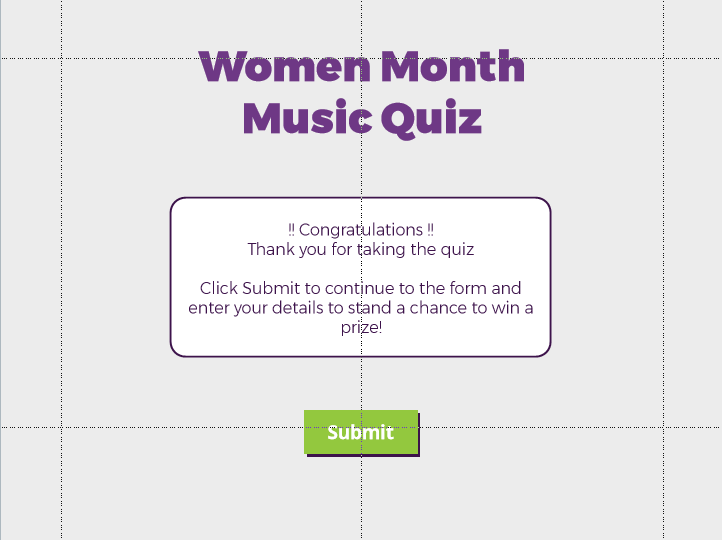 Women Month
Music Quiz
!! Congratulations !!
Thank you for taking the quiz
Click Submit to continue to the form and
enter your details to stand a chance to win a
prize!
Submit